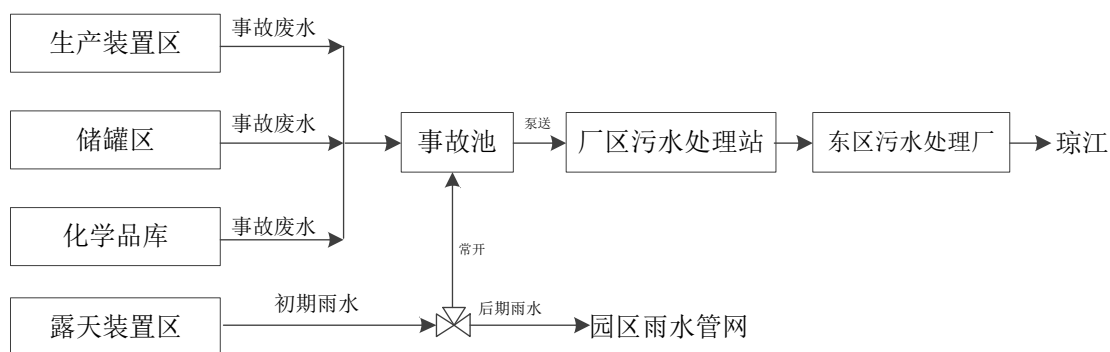 生产装置区
事故废水
储罐区
事故废水
事故池
泵送
厂区污水处理站
东区污水处理厂
琼江
化学品库
事故废水
常开
露天装置区
初期雨水
后期雨水
园区雨水管网